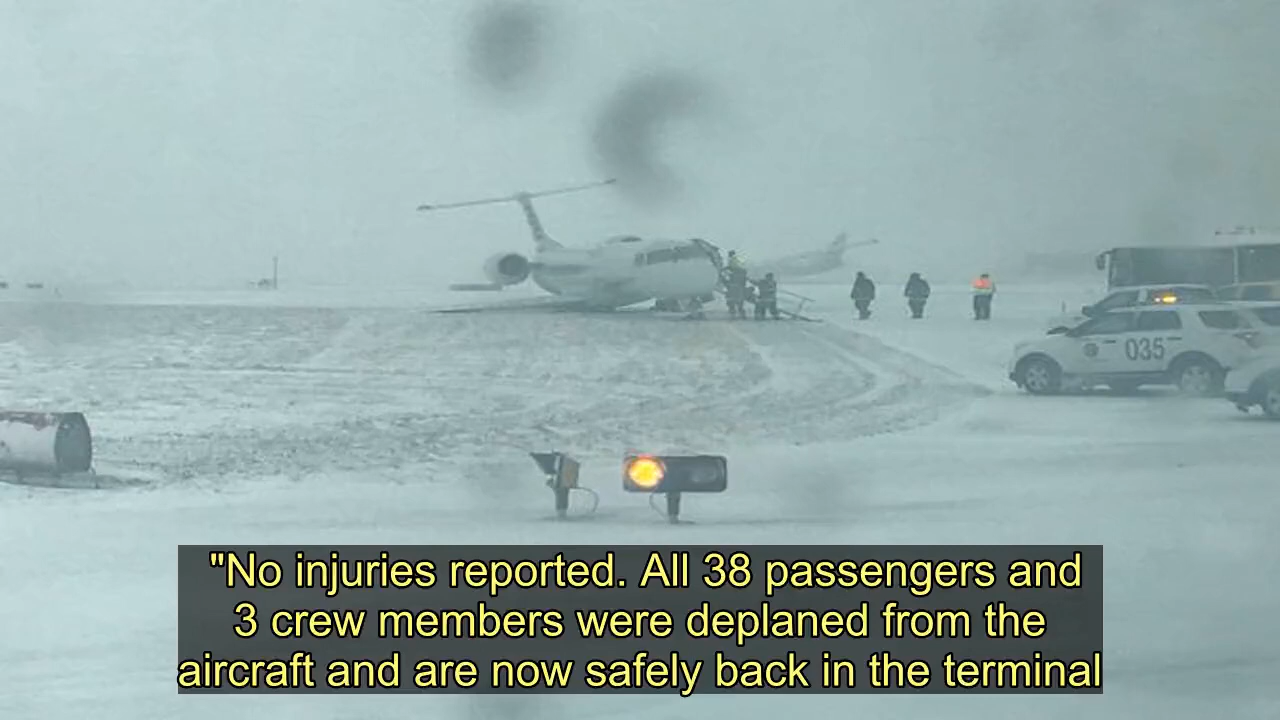 035
"No injuries reported. All 38 passengers and
3 crew members were deplaned from the
aircraft and are now safely back in the terminal